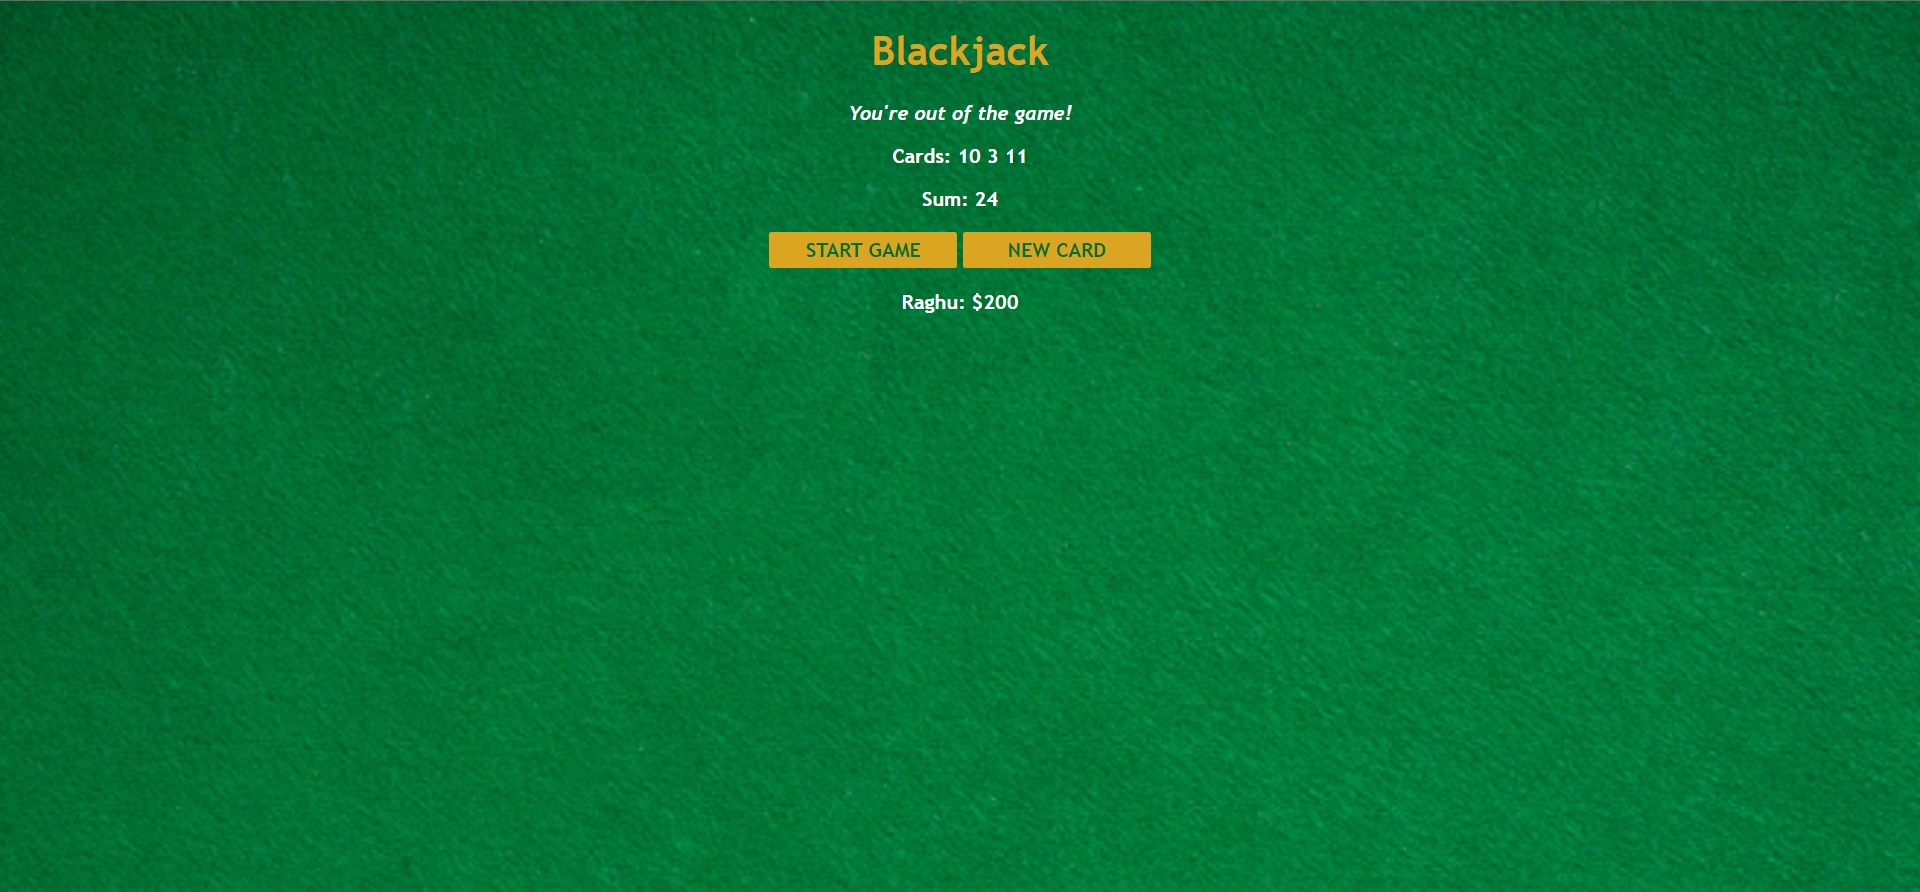 Blackjack
You're out of the game!
Cards: 10 3 11
Sum: 24
START GAME NEW CARD
Raghu: $200